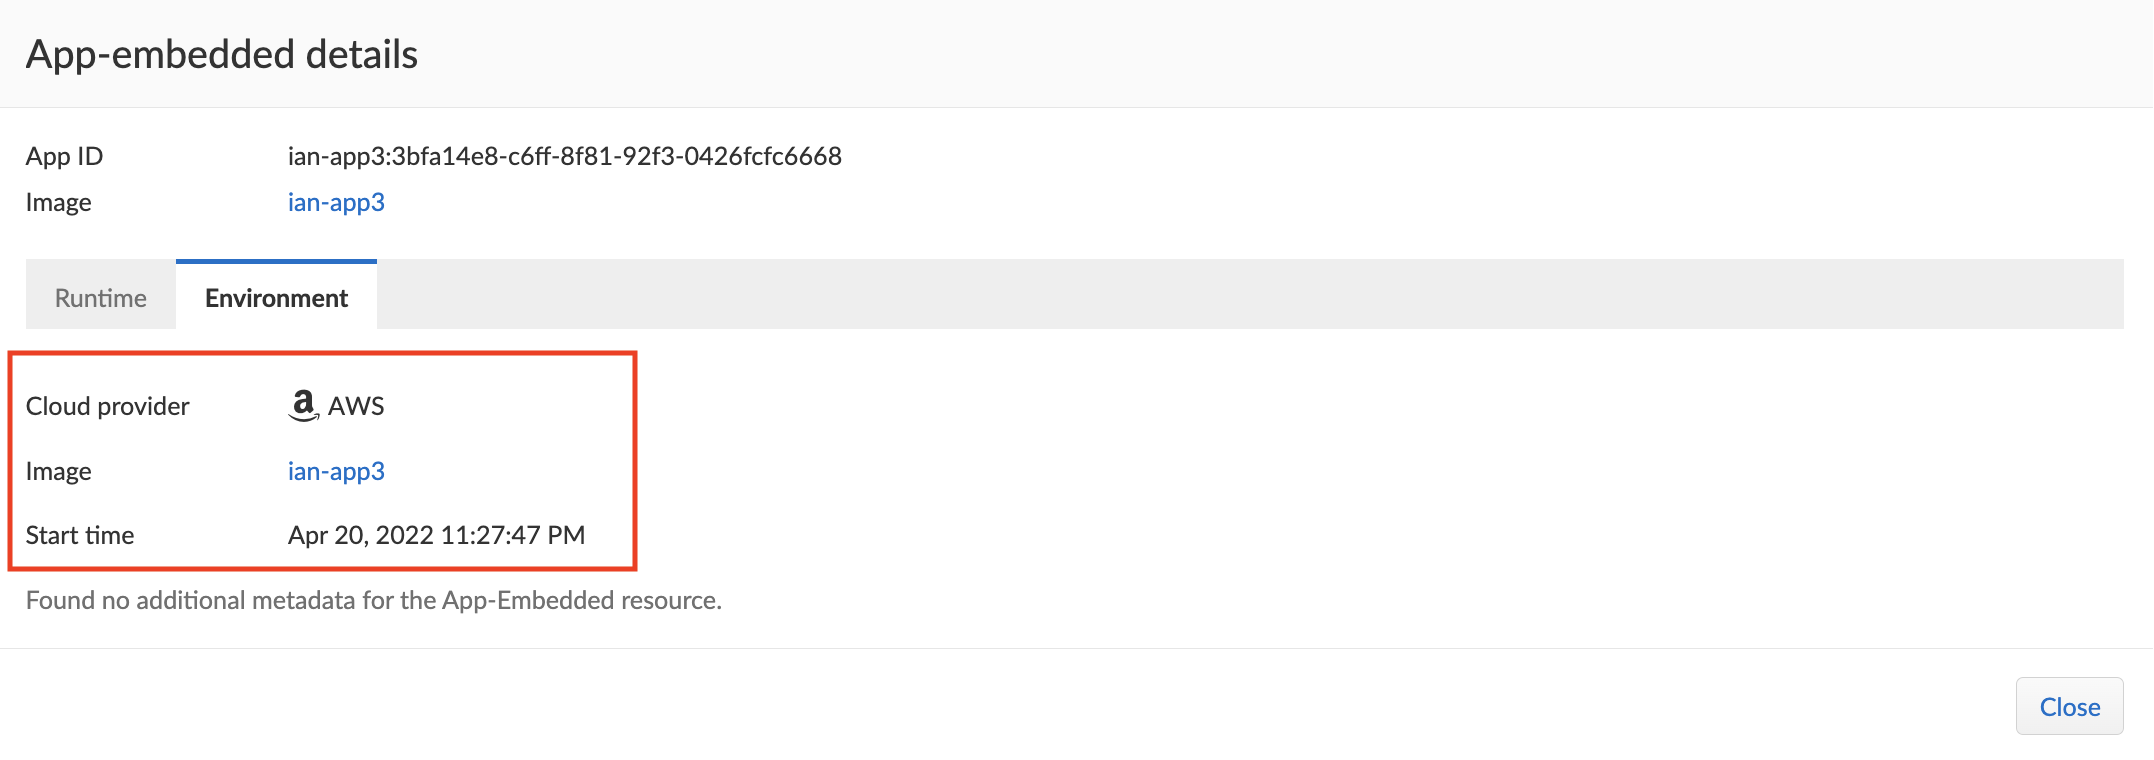 App-embedded details
App ID ian-app3:3bfa14e8-c6ff-8f81-92f3-0426fcfc6668
Image ian-app3
Runtime Environment
Cloud provider a AWS
Image ian-app3
Start time Apr 20, 2022 11:27:47 PM
Found no additional metadata for the App-Embedded resource.
Close